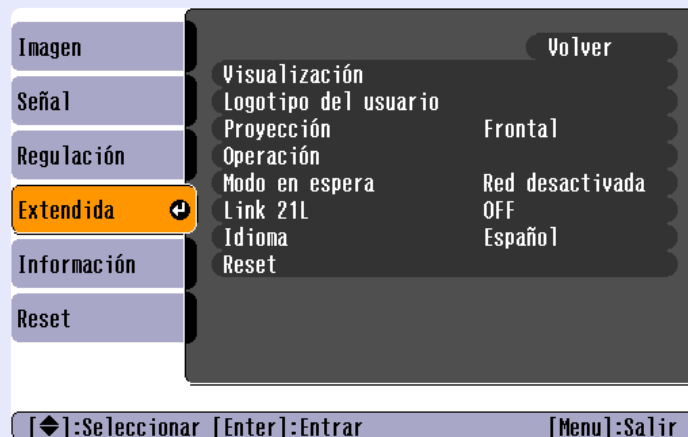 Imagen
Señal
Regulación
Extendida
Información
Reset
Volver
Visualización
Logotipo del usuario
Proyección Frontal
Operación
Modo en espera Red desactivada
Link 21L OFF
Idioma Español
Reset
[◆]:Seleccionar [Enter]:Entrar [Menu]:Salir